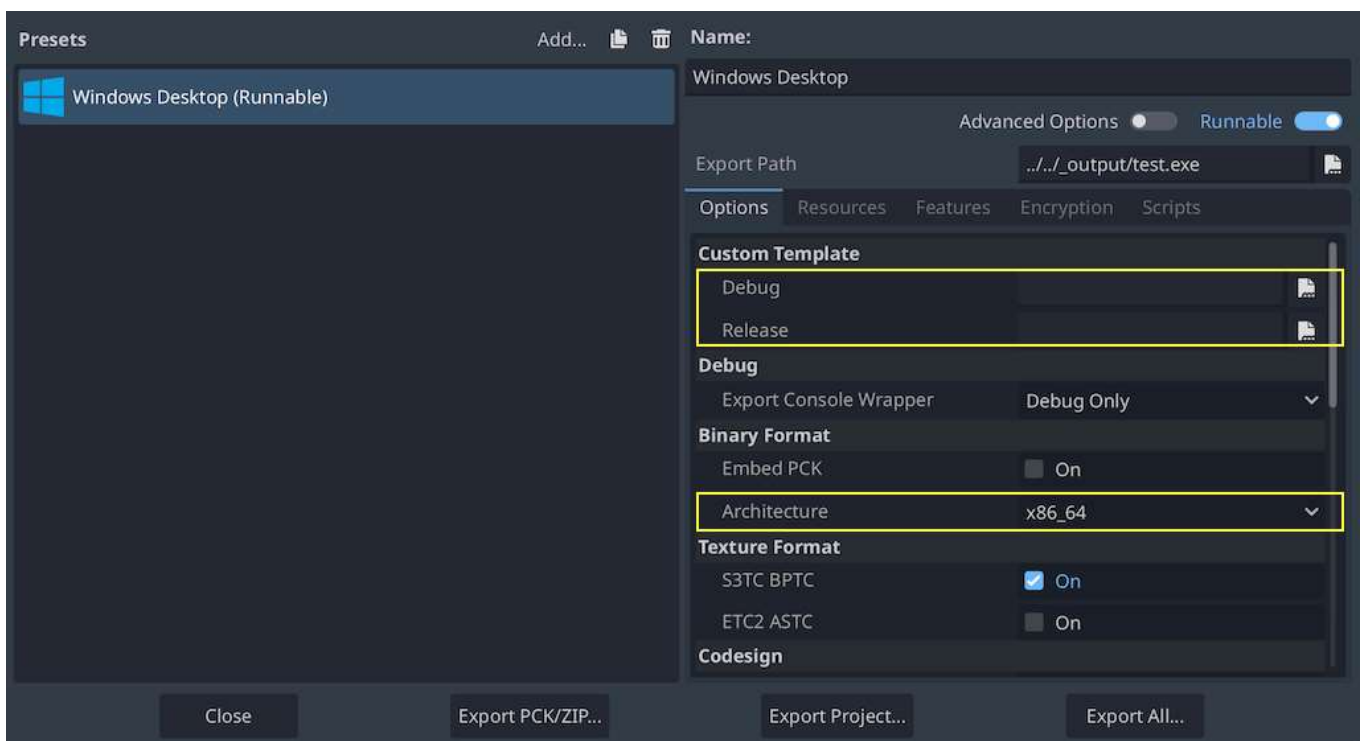 Presets Add...
Name:
Windows Desktop (Runnable)
Windows Desktop
Advanced Options Runnable
Export Path ../../_output/test.exe
Options Resources Features Encryption Scripts
Custom Template
Debug
Release
Debug
Export Console Wrapper Debug Only
Binary Format
Embed PCK On
Architecture x86_64
Texture Format
S3TC BPTC On
ETC2 ASTC On
Codesign
Close Export PCK/ZIP... Export Project... Export All...